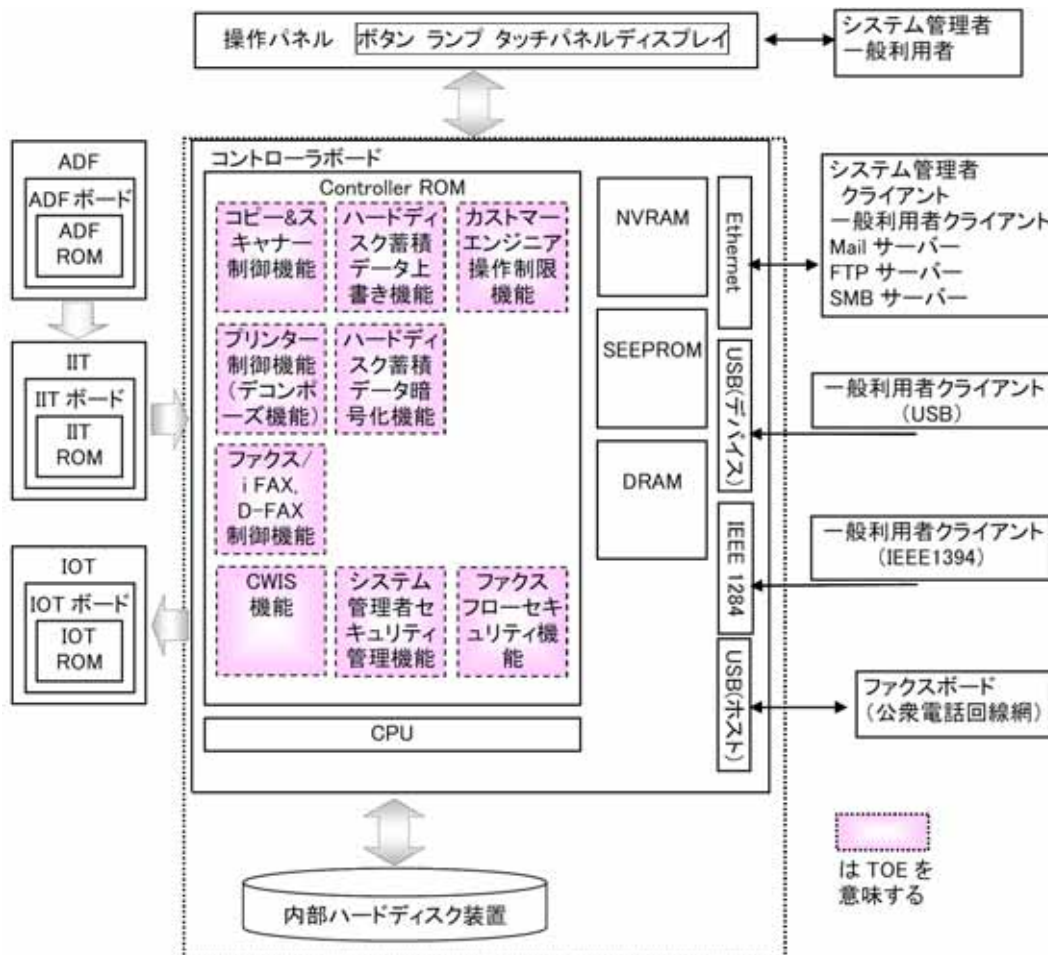 操作パネル ボタン ランプ タッチパネルディスプレイ
システム管理者
一般利用者
ADF
ADF ボード
ADF
ROM
IIT
IIT ボード
IIT
ROM
IOT
IOT ボード
IOT
ROM
コントローラボード
Controller ROM
コピー&ス
キャナー
制御機能
ハードディ
スク蓄積
データ上
書き機能
カストマー
エンジニア
操作制限
機能
プリンター
制御機能
(デコンポ
ーズ機能)
ハードディ
スク蓄積
データ暗
号化機能
ファクス/
i FAX,
D-FAX
制御機能
CWIS
機能
システム
管理者セ
キュリティ
管理機能
ファクス
フローセキ
ュリティ機
能
CPU
NVRAM
SEEPROM
DRAM
Ethernet
USB(デバイス)
IEEE 1284
USB(ホスト)
システム管理者
クライアント
一般利用者クライアント
Mail サーバー
FTP サーバー
SMB サーバー
一般利用者クライアント
(USB)
一般利用者クライアント
(IEEE1394)
ファクスボード
(公衆電話回線網)
内部ハードディスク装置
は TOE を
意味する